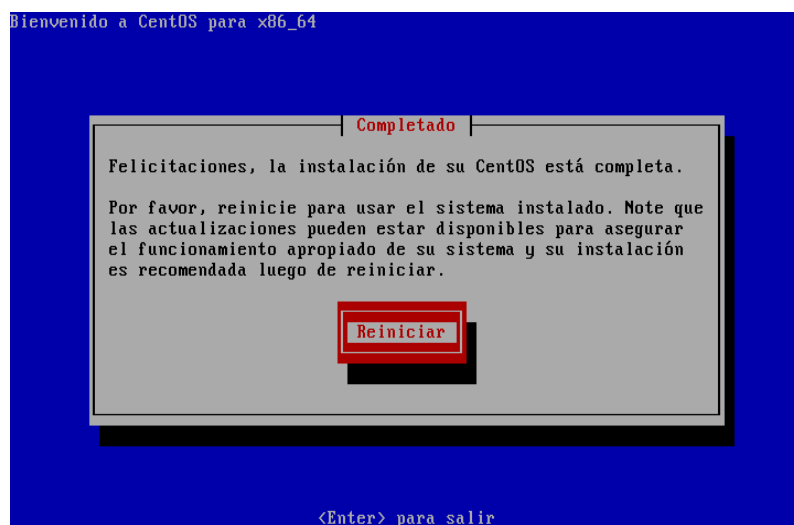 Bienvenido a CentOS para x86_64
Completado
Felicitaciones, la instalación de su CentOS está completa.
Por favor, reinicie para usar el sistema instalado. Note que
las actualizaciones pueden estar disponibles para asegurar
el funcionamiento apropiado de su sistema y su instalación
es recomendada luego de reiniciar.
Reiniciar
<Enter> para salir